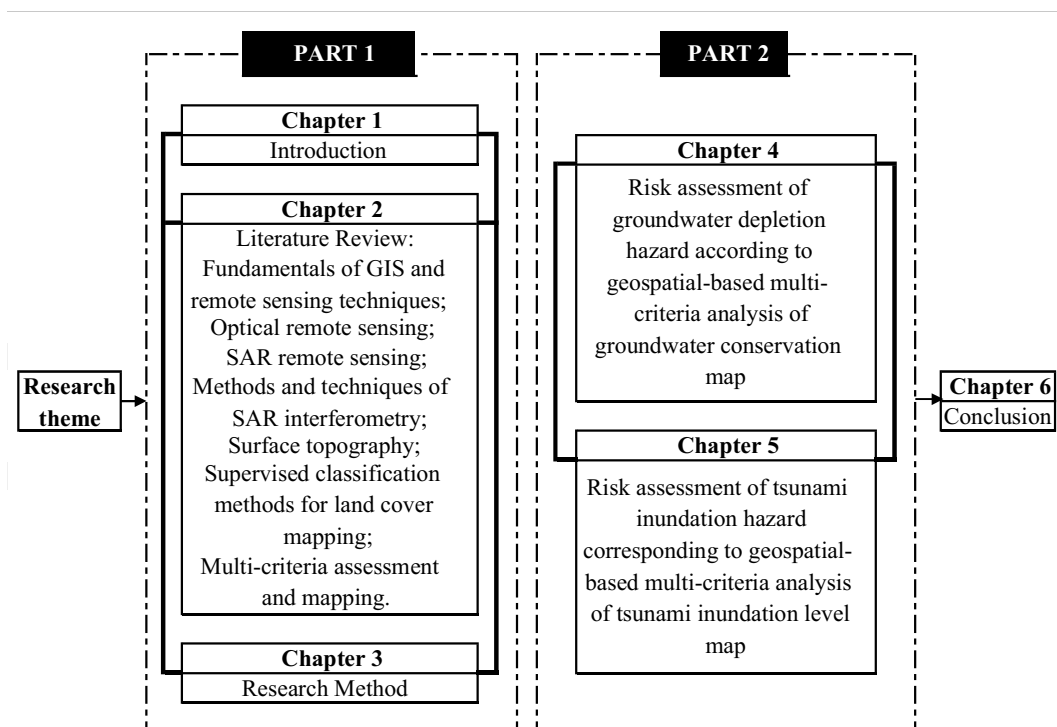 Research
theme
PART 1
Chapter 1
Introduction
Chapter 2
Literature Review:
Fundamentals of GIS and
remote sensing techniques;
Optical remote sensing;
SAR remote sensing;
Methods and techniques of
SAR interferometry;
Surface topography;
Supervised classification
methods for land cover
mapping;
Multi-criteria assessment
and mapping.
Chapter 3
Research Method
PART 2
Chapter 4
Risk assessment of
groundwater depletion
hazard according to
geospatial-based multi-
criteria analysis of
groundwater conservation
map
Chapter 5
Risk assessment of tsunami
inundation hazard
corresponding to geospatial-
based multi-criteria analysis
of tsunami inundation level
map
Chapter 6
Conclusion